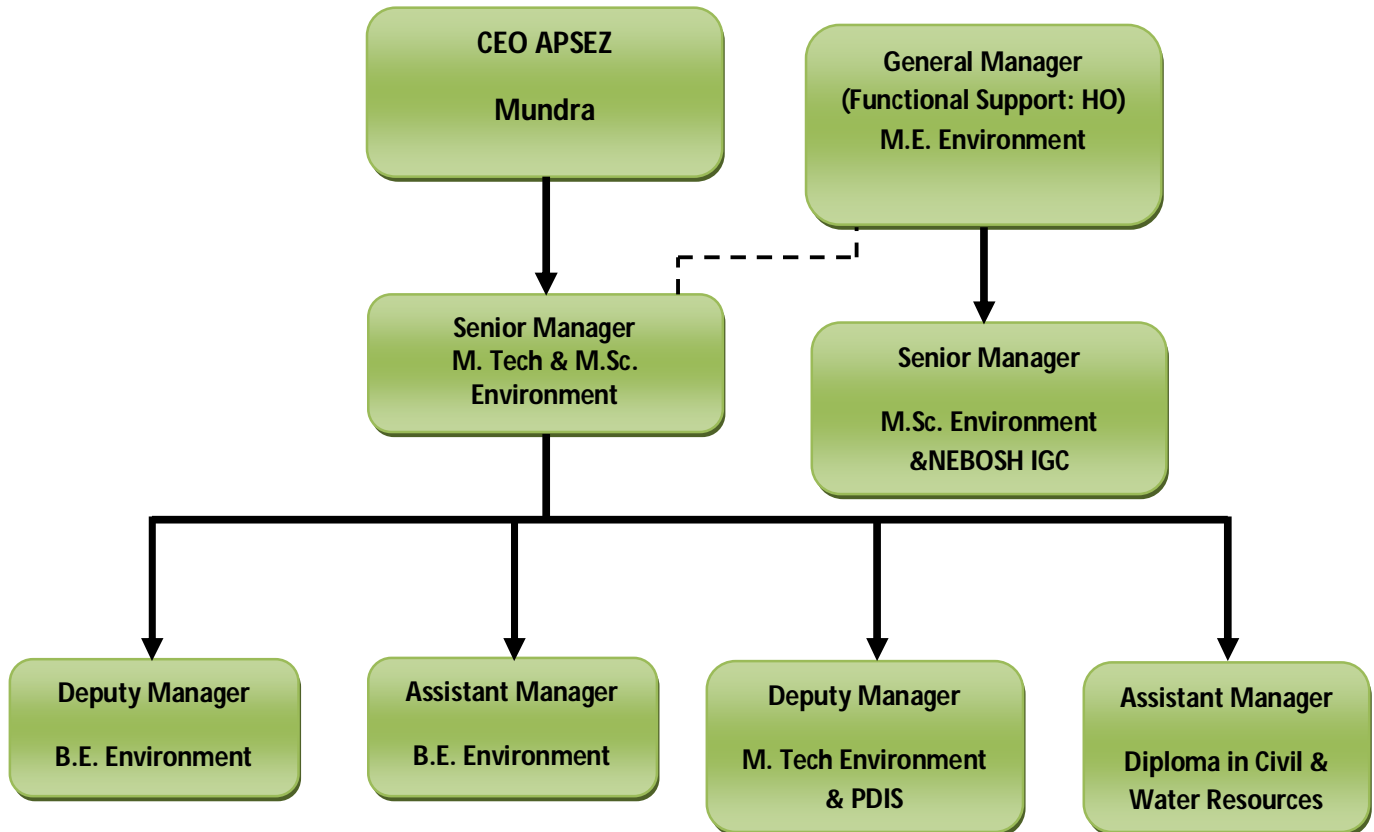 CEO APSEZ
Mundra
General Manager
(Functional Support: HO)
M.E. Environment
Senior Manager
M. Tech & M.Sc.
Environment
Senior Manager
M.Sc. Environment
&NEBOSH IGC
Deputy Manager
B.E. Environment
Assistant Manager
B.E. Environment
Deputy Manager
M. Tech Environment
& PDIS
Assistant Manager
Diploma in Civil &
Water Resources